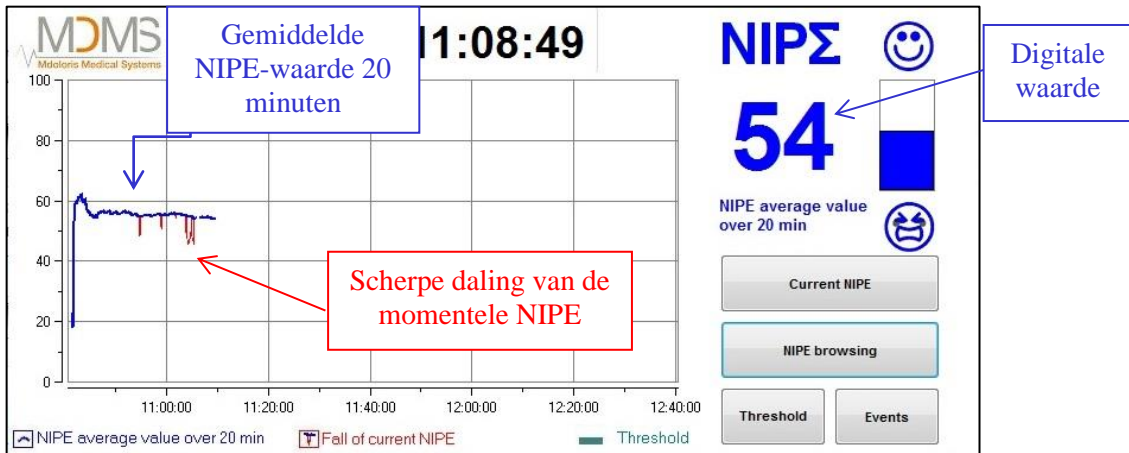 MDMS
Mdoloris Medical Systems
Gemiddelde
NIPE-waarde 20
minuten
1:08:49
NIPΣ
Digitale
waarde
54
NIPE average value
over 20 min
100
80
60
40
20
0
Scherpe daling van de
momentele NIPE
Current NIPE
NIPE browsing
Threshold
Events
11:00:00
11:20:00
11:40:00
12:00:00
12:20:00
12:40:00
NIPE average value over 20 min
Fall of current NIPE
Threshold